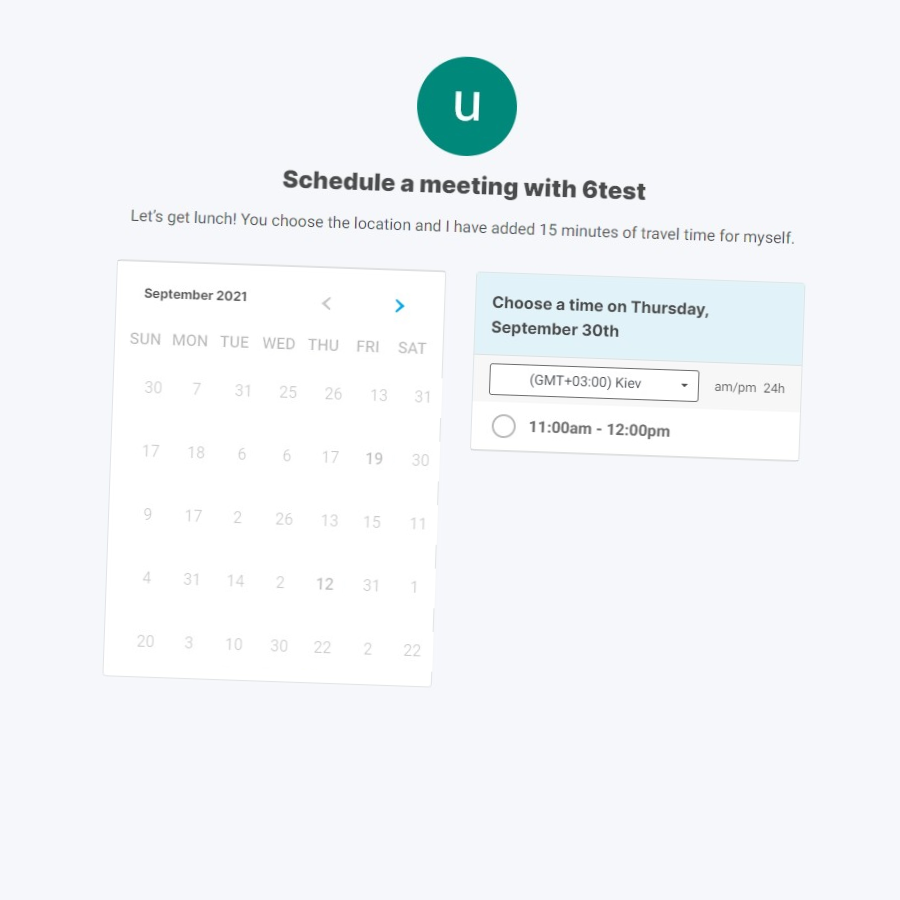 u
Schedule a meeting with 6test
Let's get lunch! You choose the location and I have added 15 minutes of travel time for myself.
September 2021
SUN MON TUE WED THU FRI SAT
30 7 31 25 26 13 31
17 18 6 6 17 19 30
9 17 2 26 13 15 11
4 31 14 2 12 31 1
20 3 10 30 22 2 22
Choose a time on Thursday,
September 30th
(GMT+03:00) Kiev am/pm 24h
11:00am - 12:00pm